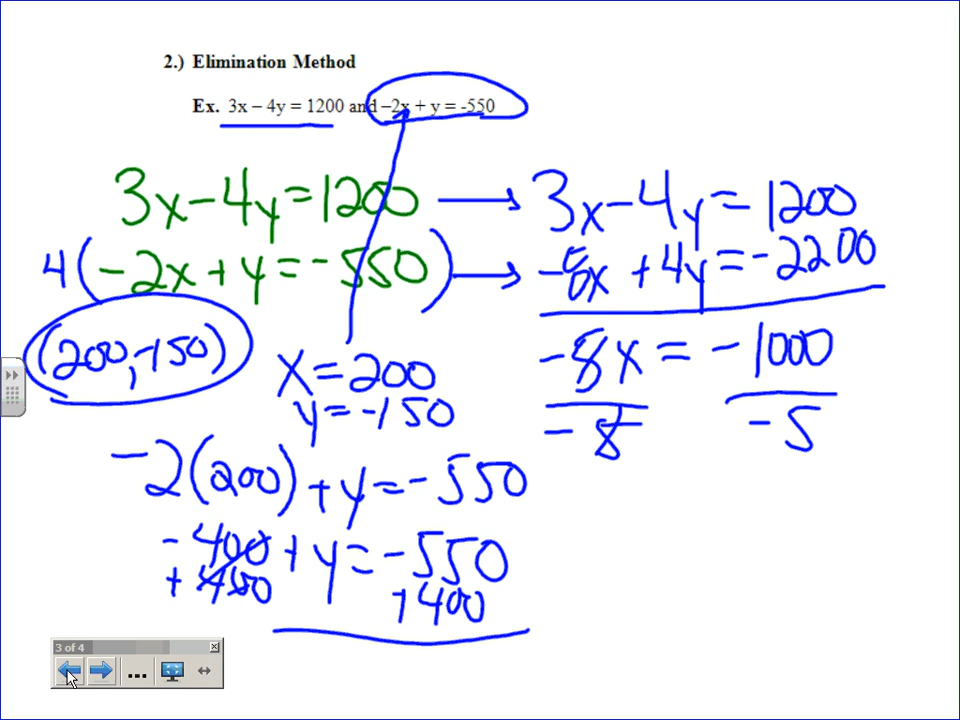 2.) Elimination Method
Ex. 3x – 4y = 1200 and –2x + y = -550
3x-4y=1200 → 3x-4y=1200
4(-2x+y=-550) → -8x+4y=-2200
(200,-150)
-8x=-1000
-8 -5
x=200
y=-150
-2(200)+y=-550
-400+y=-550
+400 +400
3 of 4